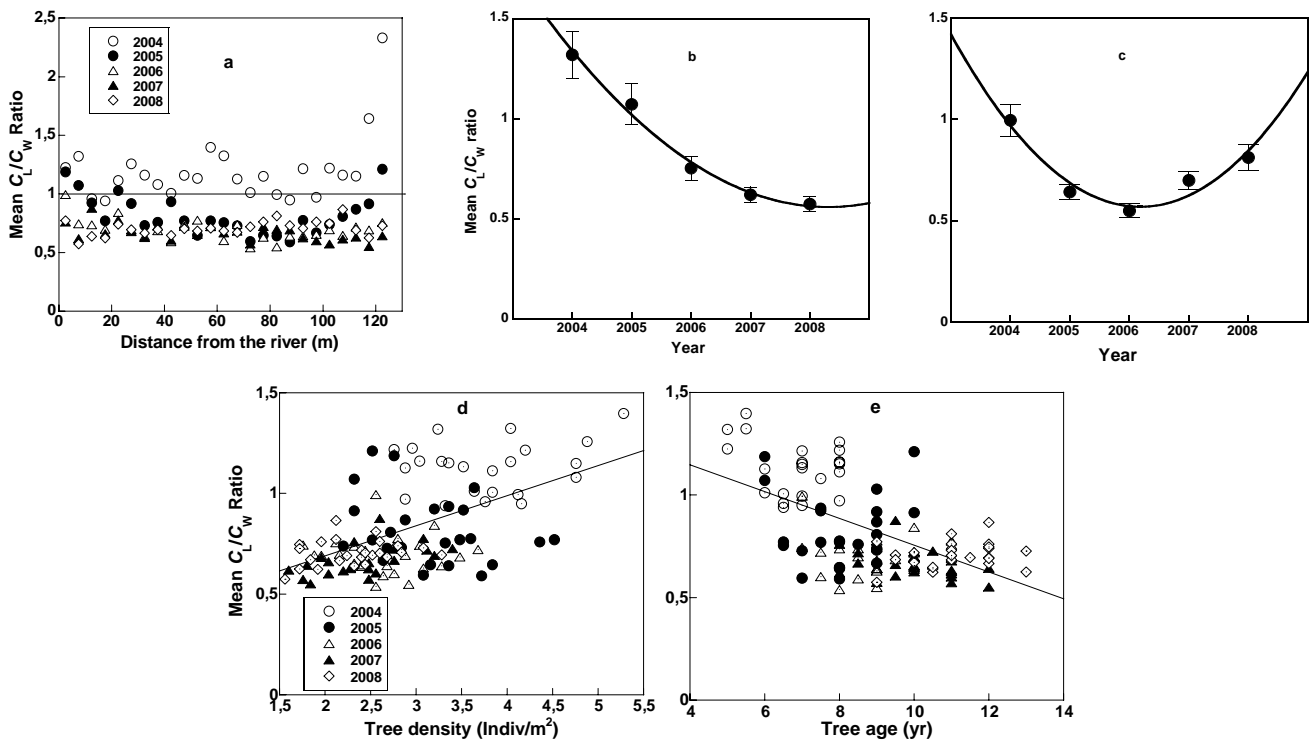 a
2,5
2
1,5
1
0,5
0
Mean CL/CW Ratio
2004
2005
2006
2007
2008
0 20 40 60 80 100 120
Distance from the river (m)
b
1.5
1
0.5
0
Mean CL/CW ratio
2004 2005 2006 2007 2008
Year
c
1.5
1
0.5
0
2004 2005 2006 2007 2008
Year
d
1,5
1
0,5
0
Mean CL/CW Ratio
2004
2005
2006
2007
2008
1,5 2 2,5 3 3,5 4 4,5 5 5,5
Tree density (Indiv/m²)
e
1,5
1
0,5
0
Mean CL/CW Ratio
4 6 8 10 12 14
Tree age (yr)